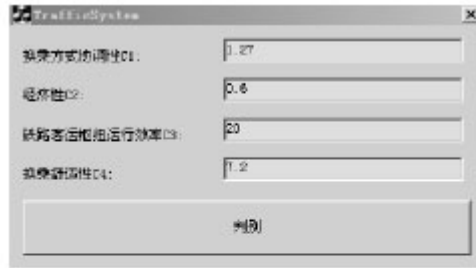 TrafficSystem
换乘方式协调性C1:
1.27
经济性C2:
0.6
铁路客运枢纽运行效率C3:
20
换乘舒适性C4:
7.2
判别